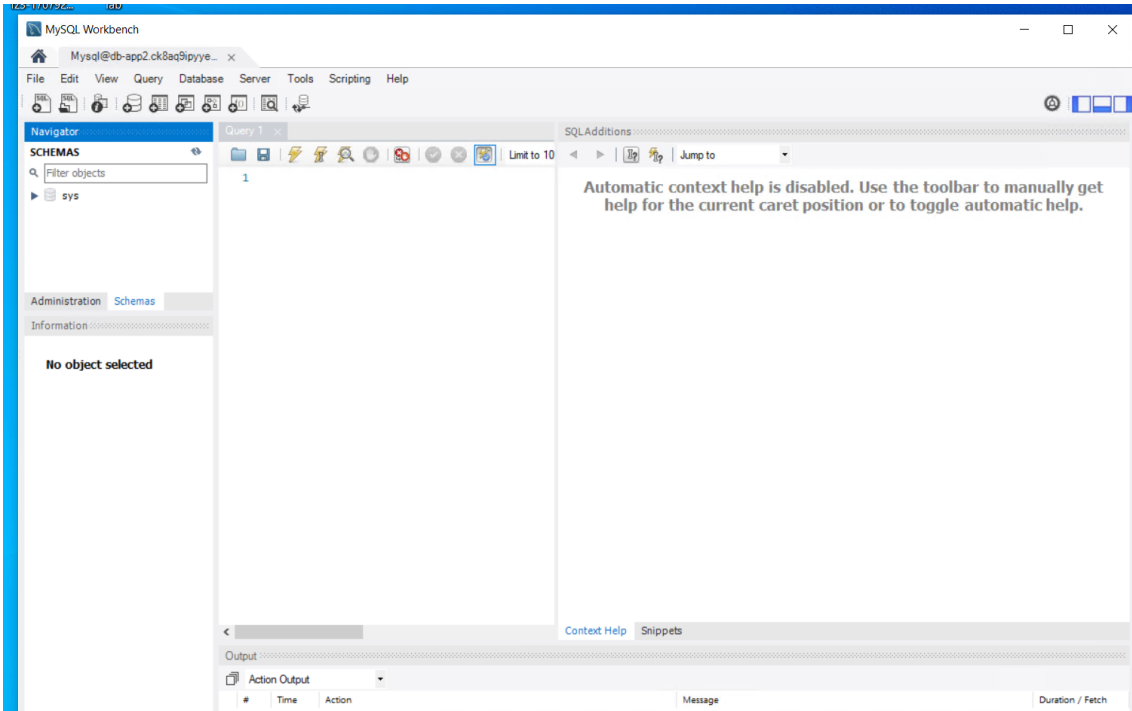 MySQL Workbench
Mysql@db-app2.ck8aq9ipyye...
File Edit View Query Database Server Tools Scripting Help
Navigator
SCHEMAS
Filter objects
sys
Administration Schemas
Information
No object selected
Query 1
Limit to 10
1
SQLAdditions
Jump to
Automatic context help is disabled. Use the toolbar to manually get
help for the current caret position or to toggle automatic help.
Context Help Snippets
Output
Action Output
# Time Action Message Duration / Fetch